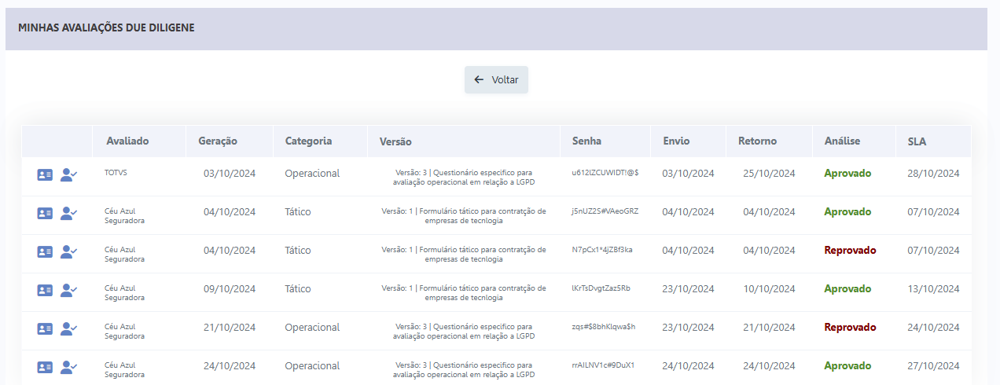 MINHAS AVALIAÇÕES DUE DILIGENE
← Voltar
Avaliado Geração Categoria Versão Senha Envio Retorno Análise SLA
TOTVS 03/10/2024 Operacional Versão: 3 | Questionário especifico para u612lZCUWIDT!@$ 03/10/2024 25/10/2024 Aprovado 28/10/2024
avaliação operacional em relação a LGPD
Céu Azul 04/10/2024 Tático Versão: 1 | Formulário tático para contratção de j5nUZ2S#VAeoGRZ 04/10/2024 04/10/2024 Aprovado 07/10/2024
Seguradora empresas de tecnlogia
Céu Azul 04/10/2024 Tático Versão: 1 | Formulário tático para contratção de N7pCx1*4jZBf3ka 04/10/2024 04/10/2024 Reprovado 07/10/2024
Seguradora empresas de tecnlogia
Céu Azul 09/10/2024 Tático Versão: 1 | Formulário tático para contratção de lKrTsDvgtZaz5Rb 23/10/2024 10/10/2024 Aprovado 13/10/2024
Seguradora empresas de tecnlogia
Céu Azul 21/10/2024 Operacional Versão: 3 | Questionário especifico para zqs#$8bhKlqwa$h 23/10/2024 21/10/2024 Reprovado 24/10/2024
Seguradora avaliação operacional em relação a LGPD
Céu Azul 24/10/2024 Operacional Versão: 3 | Questionário especifico para rrAILNV1c#9DuX1 24/10/2024 24/10/2024 Aprovado 27/10/2024
Seguradora avaliação operacional em relação a LGPD